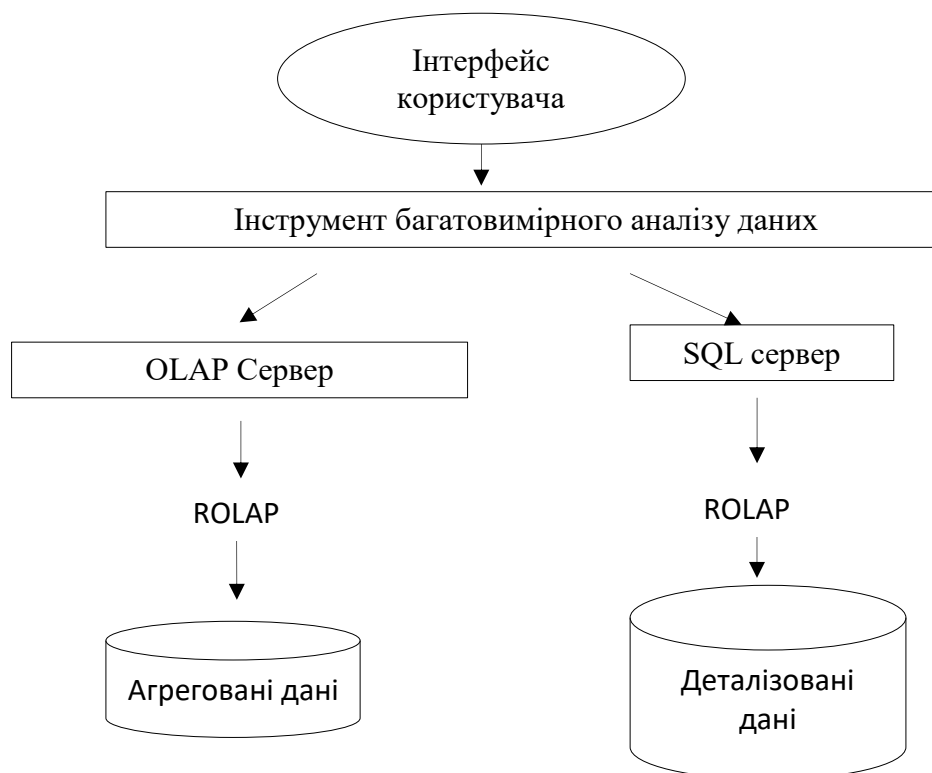 Інтерфейс
користувача
Інструмент багатовимірного аналізу даних
OLAP Сервер
SQL сервер
ROLAP
ROLAP
Агреговані дані
Деталізовані
дані